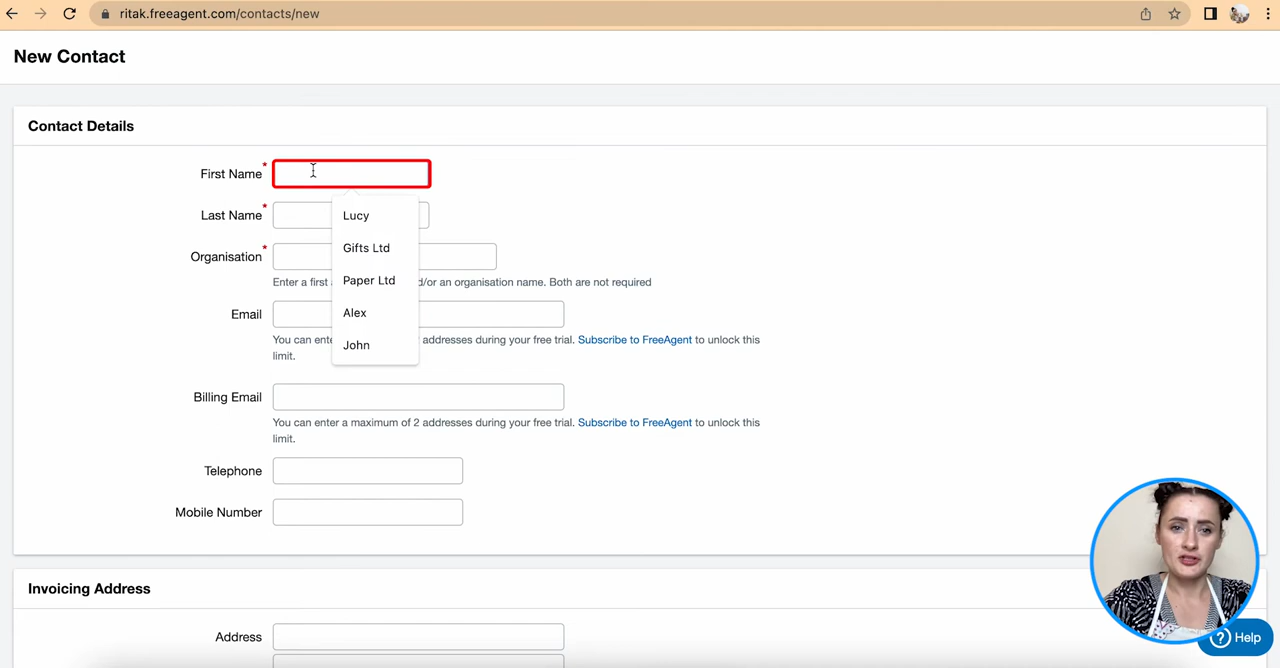 ritak.freeagent.com/contacts/new
New Contact
Contact Details
First Name *
Last Name *
Organisation *
Lucy
Gifts Ltd
Paper Ltd
Alex
John
Enter a first d/or an organisation name. Both are not required
Email
You can ente addresses during your free trial. Subscribe to FreeAgent to unlock this
limit.
Billing Email
You can enter a maximum of 2 addresses during your free trial. Subscribe to FreeAgent to unlock this
limit.
Telephone
Mobile Number
Invoicing Address
Address
? Help